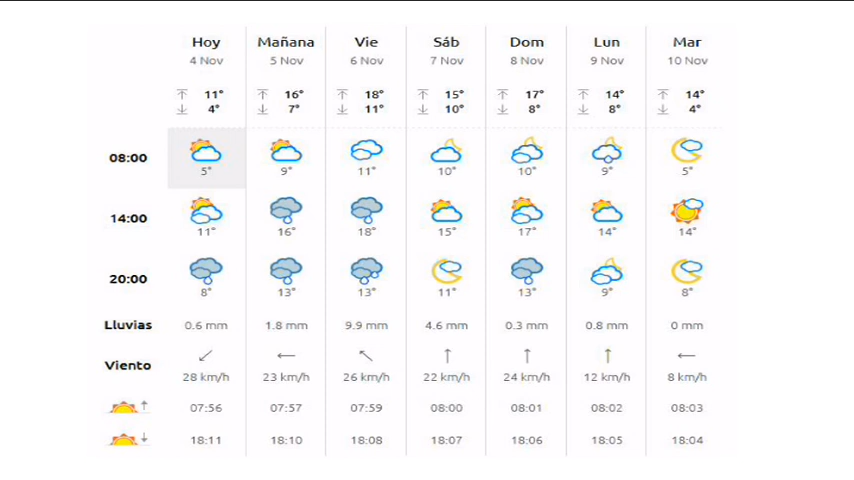 Hoy Mañana Vie Sáb Dom Lun Mar
4 Nov 5 Nov 6 Nov 7 Nov 8 Nov 9 Nov 10 Nov
11° 16° 18° 15° 17° 14° 14°
4° 7° 11° 10° 8° 8° 4°
08:00
5° 9° 11° 10° 10° 9° 5°
14:00
11° 16° 18° 15° 17° 14° 14°
20:00
8° 13° 13° 11° 13° 9° 8°
Lluvias 0.6 mm 1.8 mm 9.9 mm 4.6 mm 0.3 mm 0.8 mm 0 mm
Viento
28 km/h 23 km/h 26 km/h 22 km/h 24 km/h 12 km/h 8 km/h
07:56 07:57 07:59 08:00 08:01 08:02 08:03
18:11 18:10 18:08 18:07 18:06 18:05 18:04